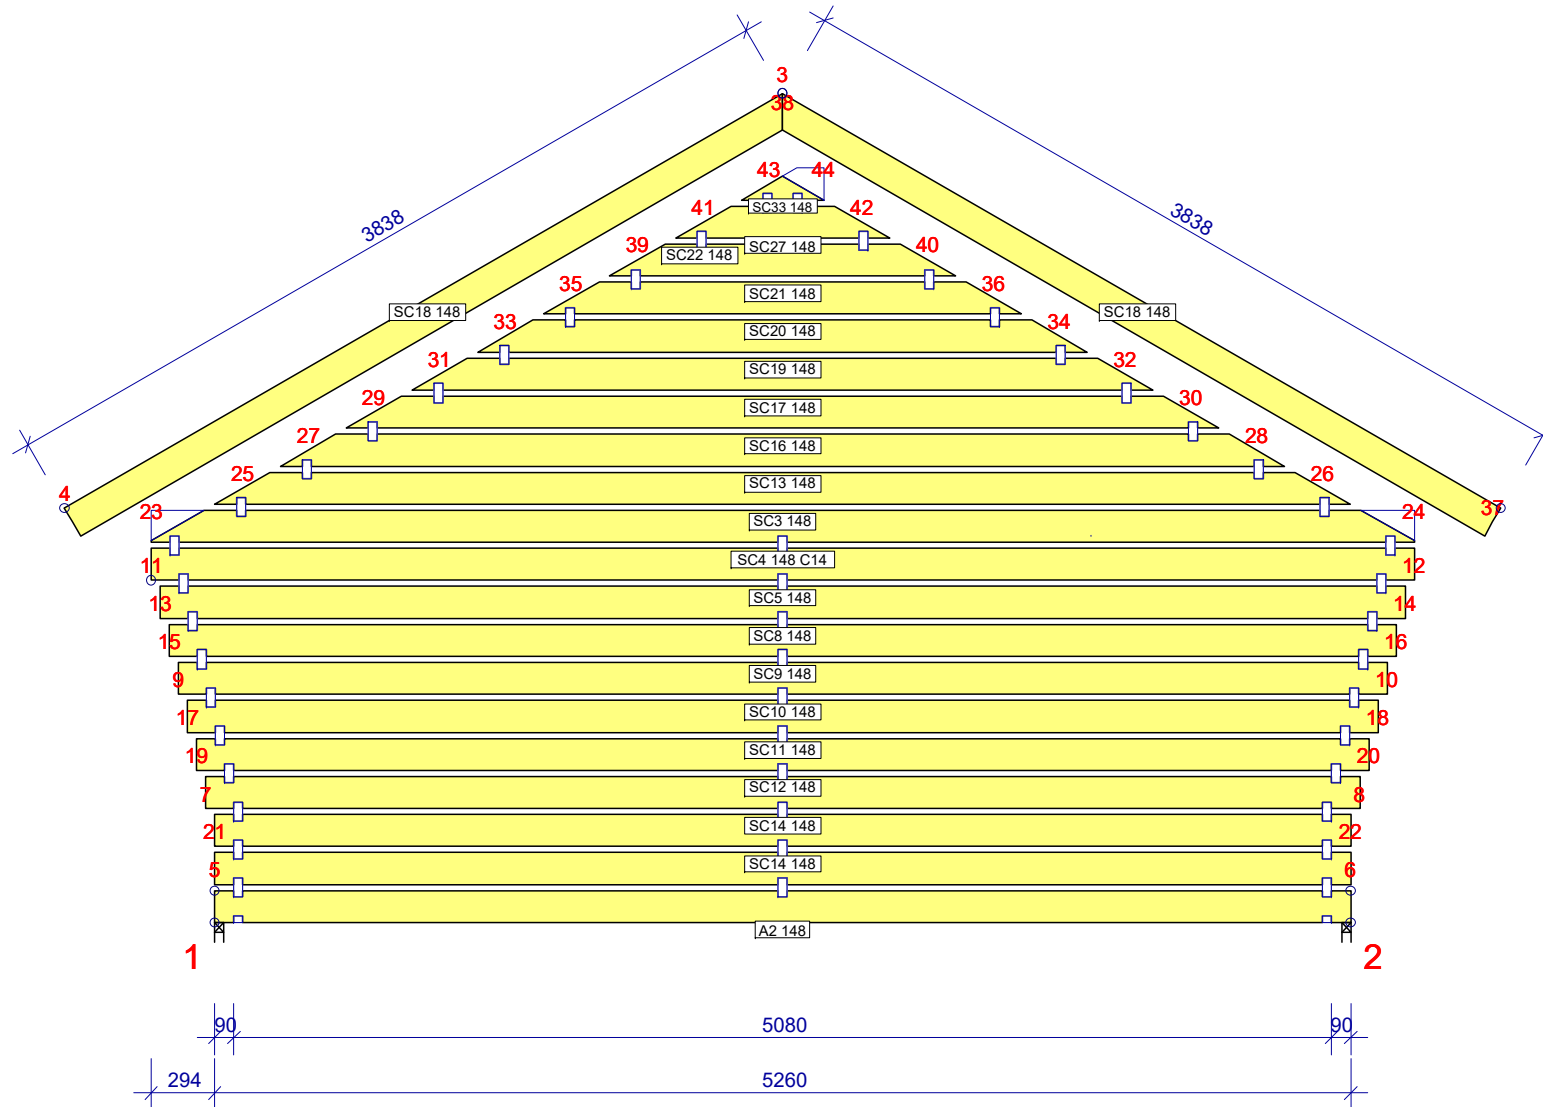 3
38
3838
3838
43 44
SC33 148
41 42
39 SC22 148 SC27 148 40
35 SC21 148 36
SC18 148 SC18 148
33 SC20 148 34
31 SC19 148 32
29 SC17 148 30
27 SC16 148 28
25 SC13 148 26
4 37
23 SC3 148 24
11 SC4 148 C14 12
13 SC5 148 14
15 SC8 148 16
9 SC9 148 10
17 SC10 148 18
19 SC11 148 20
7 SC12 148 8
21 SC14 148 22
5 SC14 148 6
A2 148
1 2
90 5080 90
294 5260